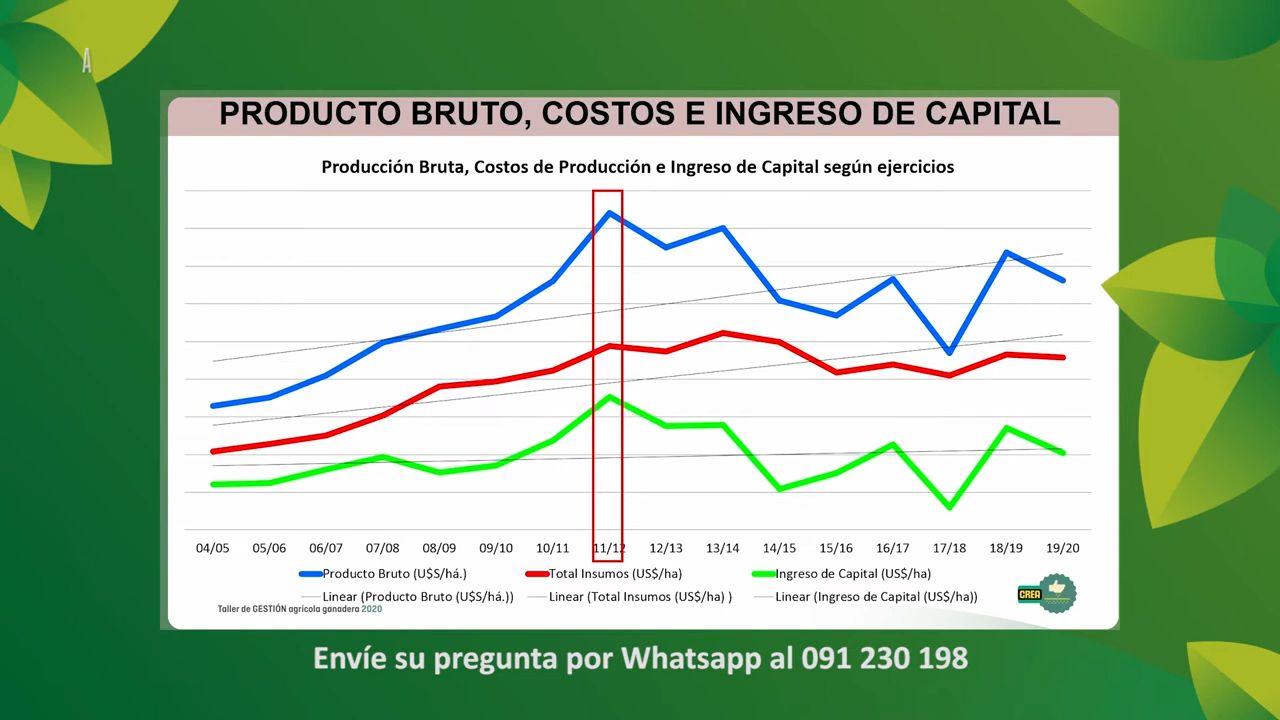 A
PRODUCTO BRUTO, COSTOS E INGRESO DE CAPITAL
Producción Bruta, Costos de Producción e Ingreso de Capital según ejercicios
04/05 05/06 06/07 07/08 08/09 09/10 10/11 11/12 12/13 13/14 14/15 15/16 16/17 17/18 18/19 19/20
Producto Bruto (U$S/há.) Total Insumos (US$/ha) Ingreso de Capital (US$/ha)
Linear (Producto Bruto (U$S/há.)) Linear (Total Insumos (US$/ha) ) Linear (Ingreso de Capital (US$/ha))
Taller de GESTIÓN agrícola ganadera 2020
CREA
Envíe su pregunta por Whatsapp al 091 230 198